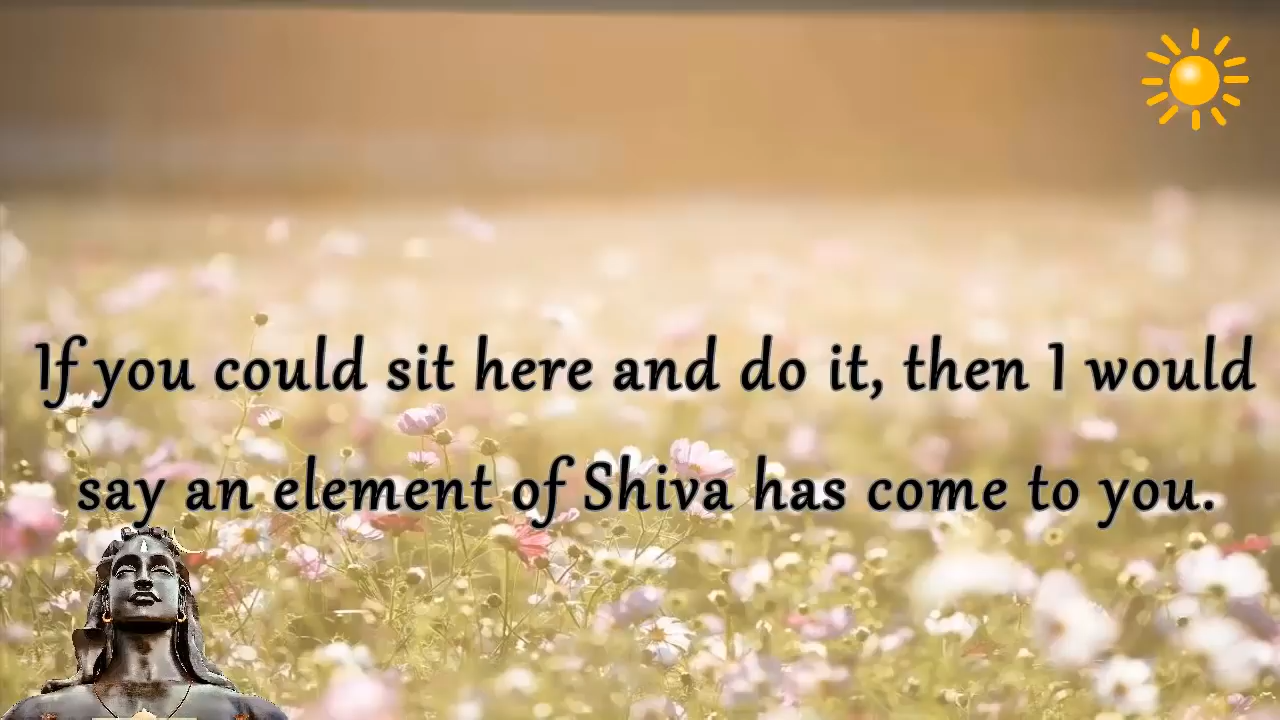 If you could sit here and do it, then I would
say an element of Shiva has come to you.